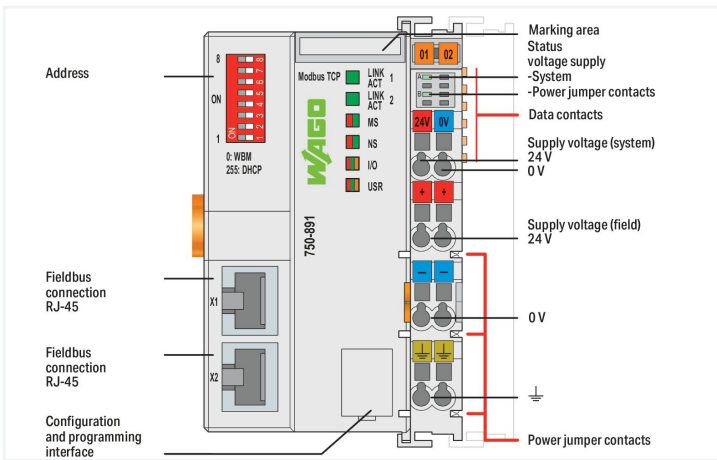 Address
8
ON
1
8
7
6
5
4
3
2
1
ON
0: WBM
255: DHCP
Modbus TCP
LINK
ACT 1
LINK
ACT 2
MS
NS
I/O
USR
WAGO
750-891
X1
X2
Fieldbus
connection
RJ-45
Fieldbus
connection
RJ-45
Configuration
and programming
interface
01 02
A
B
24V 0V
+ +
— —
Marking area
Status
voltage supply
-System
-Power jumper contacts
Data contacts
Supply voltage (system)
24 V
0 V
Supply voltage (field)
24 V
0 V
Power jumper contacts